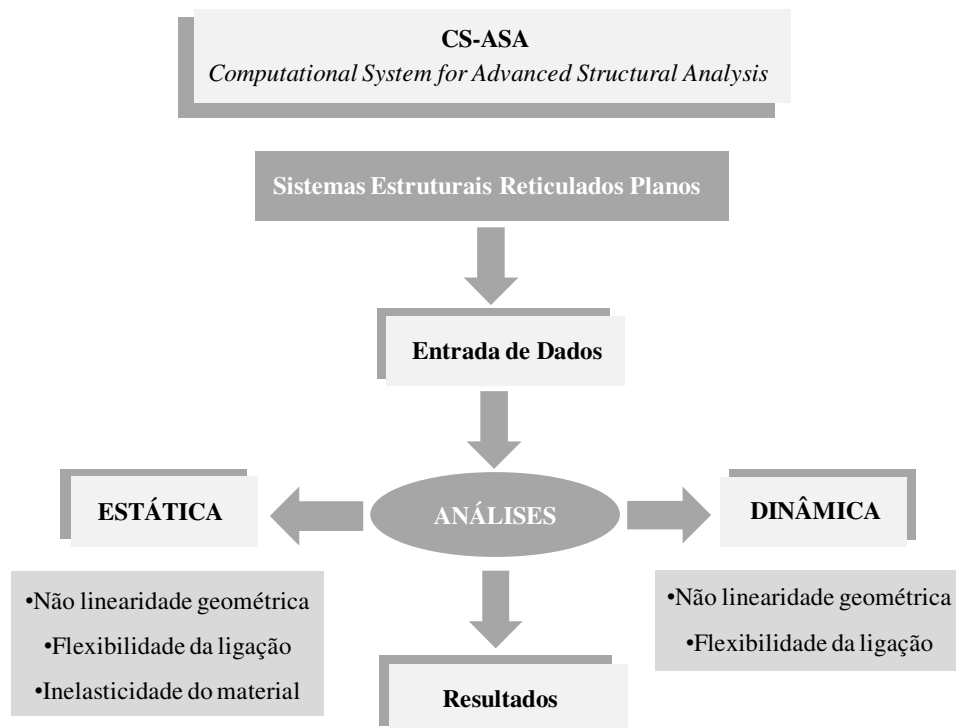 CS-ASA
Computational System for Advanced Structural Analysis
Sistemas Estruturais Reticulados Planos
Entrada de Dados
ESTÁTICA
ANÁLISES
DINÂMICA
•Não linearidade geométrica
•Flexibilidade da ligação
•Inelasticidade do material
•Não linearidade geométrica
•Flexibilidade da ligação
Resultados